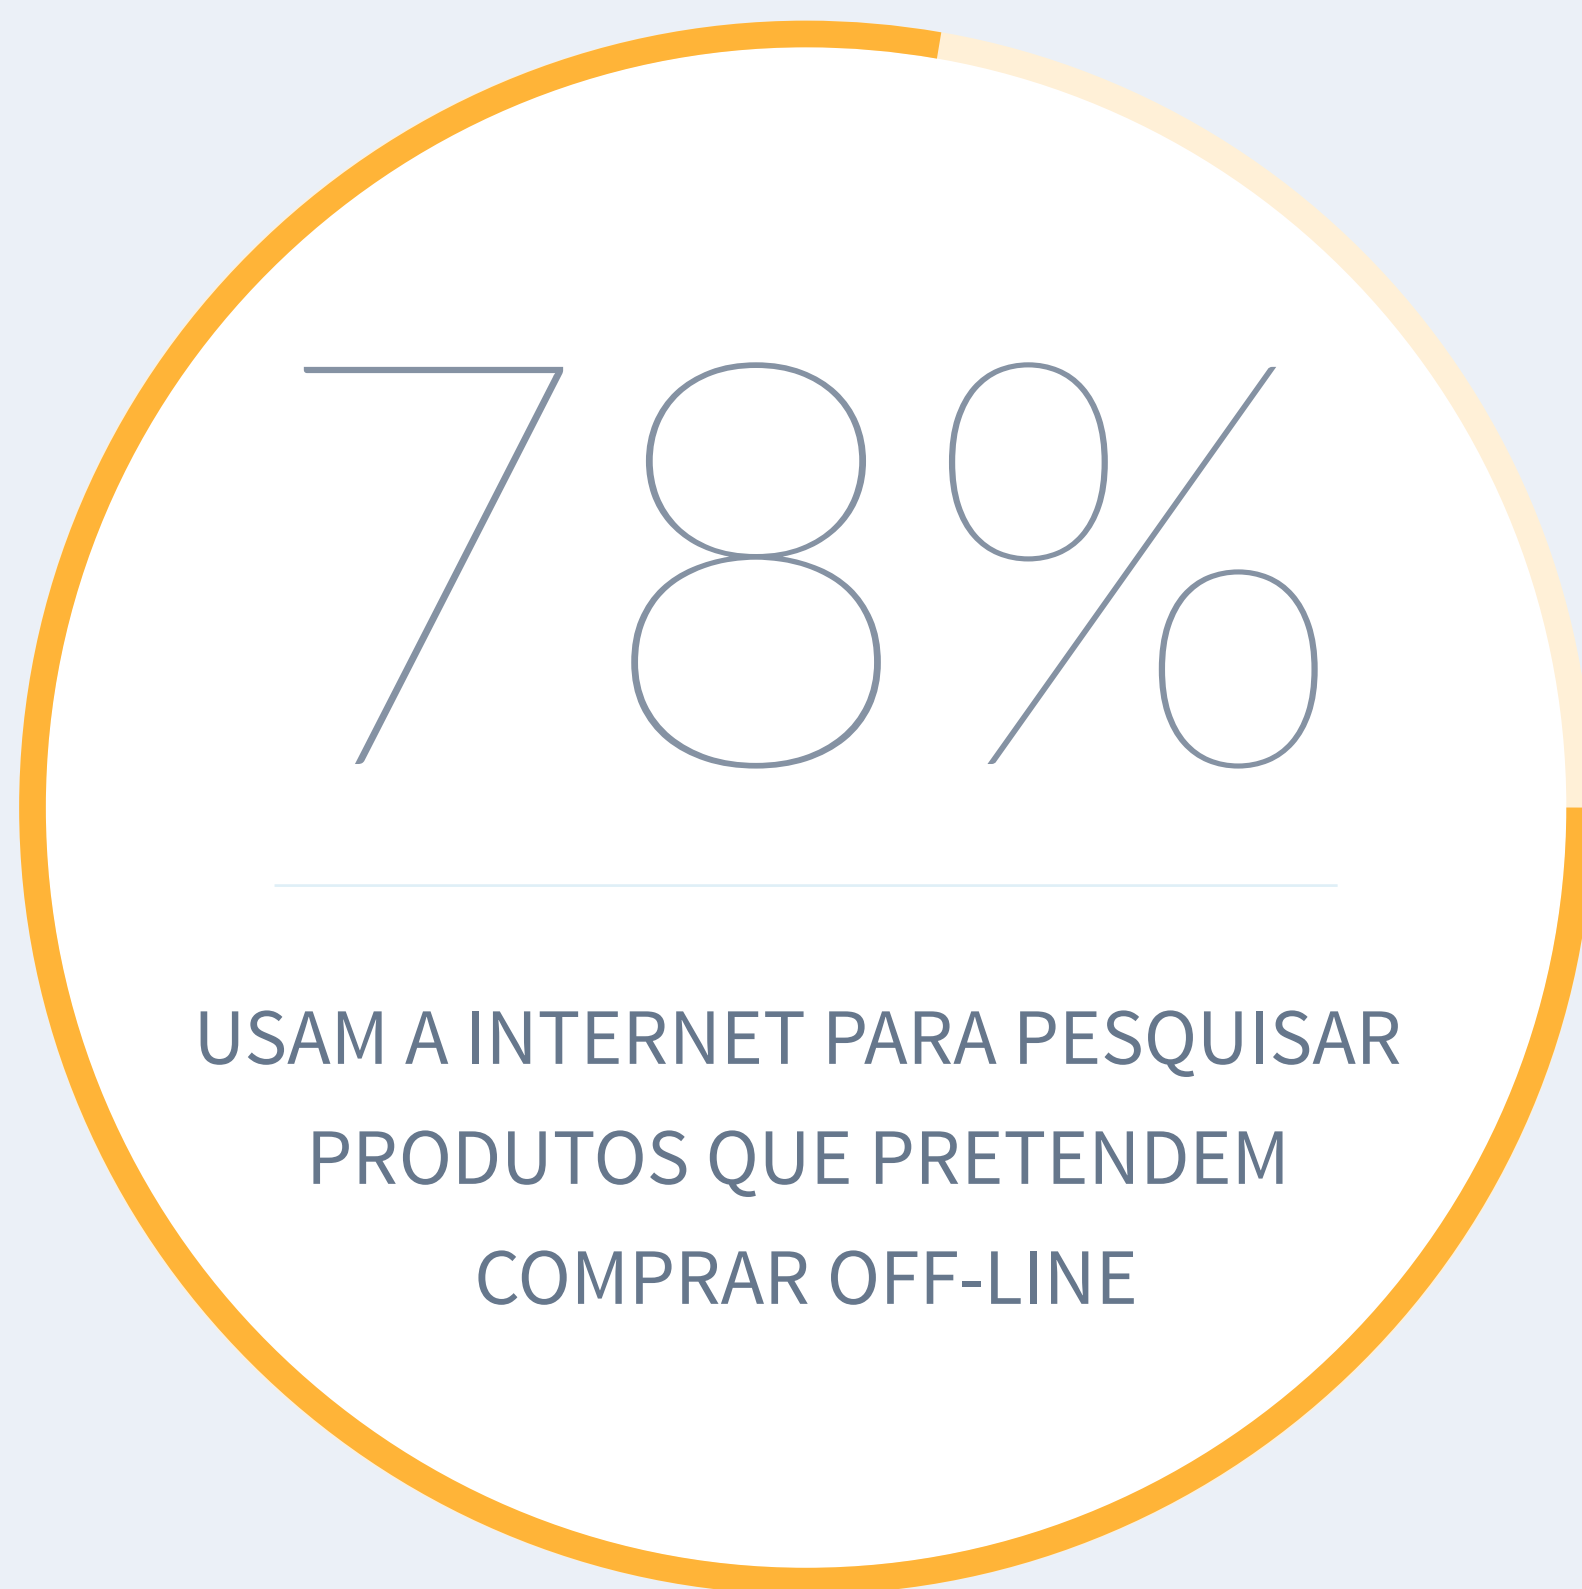 78%
USAM A INTERNET PARA PESQUISAR
PRODUTOS QUE PRETENDEM
COMPRAR OFF-LINE